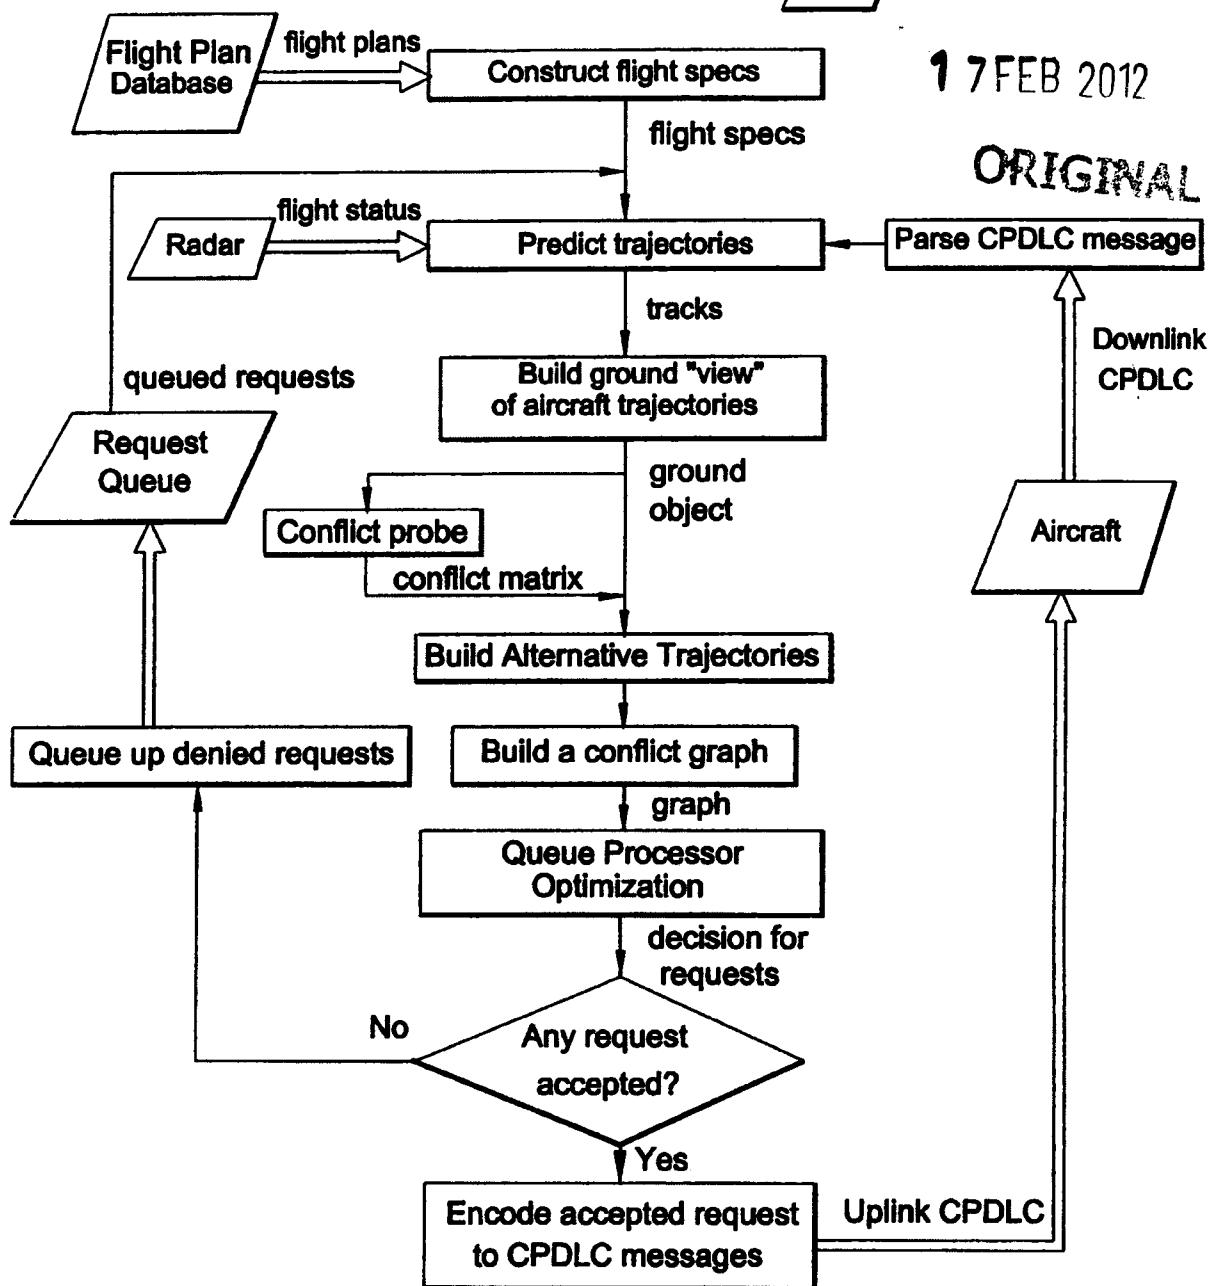 Flight Plan
Database
flight plans
Construct flight specs
17 FEB 2012
flight specs
ORIGINAL
flight status
Radar
Predict trajectories
Parse CPDLC message
tracks
Downlink
CPDLC
Build ground "view"
of aircraft trajectories
queued requests
Request
Queue
ground
object
Conflict probe
Aircraft
conflict matrix
Build Alternative Trajectories
Queue up denied requests
Build a conflict graph
graph
Queue Processor
Optimization
decision for
requests
No
Any request
accepted?
Yes
Encode accepted request
to CPDLC messages
Uplink CPDLC